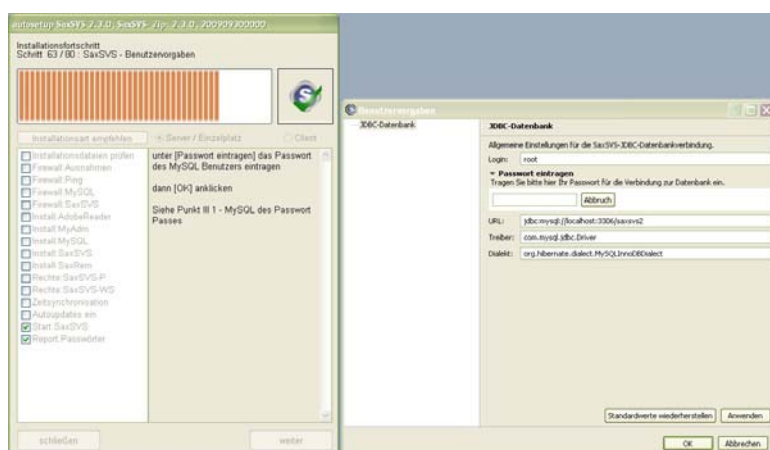 autosetup SaxSVS 2.3.0, SaxSVS- Zip: 2.3.0, 200909300000
Installationsfortschritt
Schritt 63 / 80 : SaxSVS - Benutzervorgaben
Installationsart empfehlen
Server / Einzelplatz
Client
Installationsdateien prüfen
Firewall:Ausnahmen
Firewall:Ping
Firewall:MySQL
Firewall:SaxSVS
Install:AdobeReader
Install:MyAdm
Install:MySQL
Install:SaxSVS
Install:SaxRem
Rechte:SaxSVS-P
Rechte:SaxSVS-WS
Zeitsynchronisation
Autoupdates ein
Start:SaxSVS
Report:Passwörter
unter [Passwort eintragen] das Passwort
des MySQL Benutzers eintragen
dann [OK] anklicken
Siehe Punkt III 1 - MySQL des Passwort
Passes
schließen
weiter
Benutzervorgaben
JDBC-Datenbank
JDBC-Datenbank
Allgemeine Einstellungen für die SaxSVS-JDBC-Datenbankverbindung.
Login: root
Passwort eintragen
Tragen Sie bitte hier Ihr Passwort für die Verbindung zur Datenbank ein.
Abbruch
URL: jdbc:mysql://localhost:3306/saxsvs2
Treiber: com.mysql.jdbc.Driver
Dialekt: org.hibernate.dialect.MySQLInnoDBDialect
Standardwerte wiederherstellen
Anwenden
OK
Abbrechen